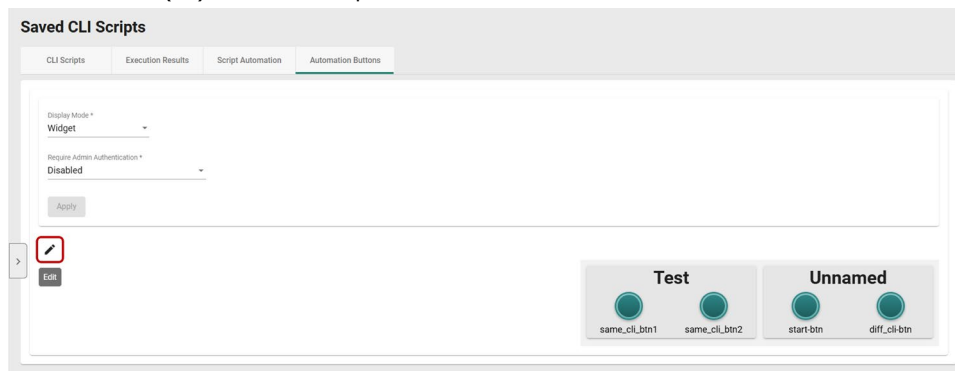 Saved CLI Scripts
CLI Scripts Execution Results Script Automation Automation Buttons
Display Mode *
Widget
Require Admin Authentication *
Disabled
Apply
Edit
Test Unnamed
same_cli_btn1 same_cli_btn2 start-btn diff_cli-btn